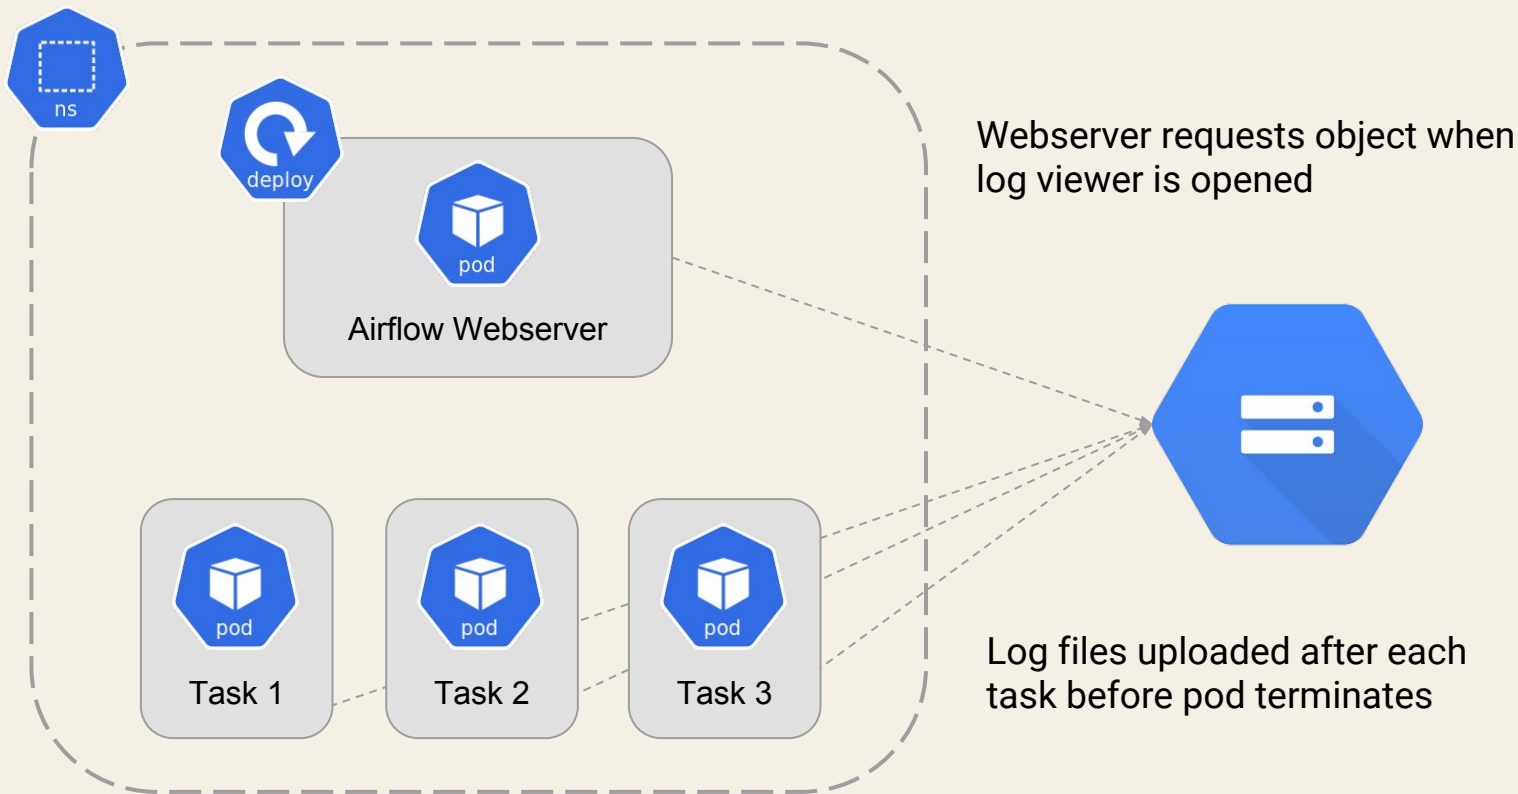 ns
deploy
pod
Airflow Webserver
Webserver requests object when
log viewer is opened
pod
Task 1
pod
Task 2
pod
Task 3
Log files uploaded after each
task before pod terminates